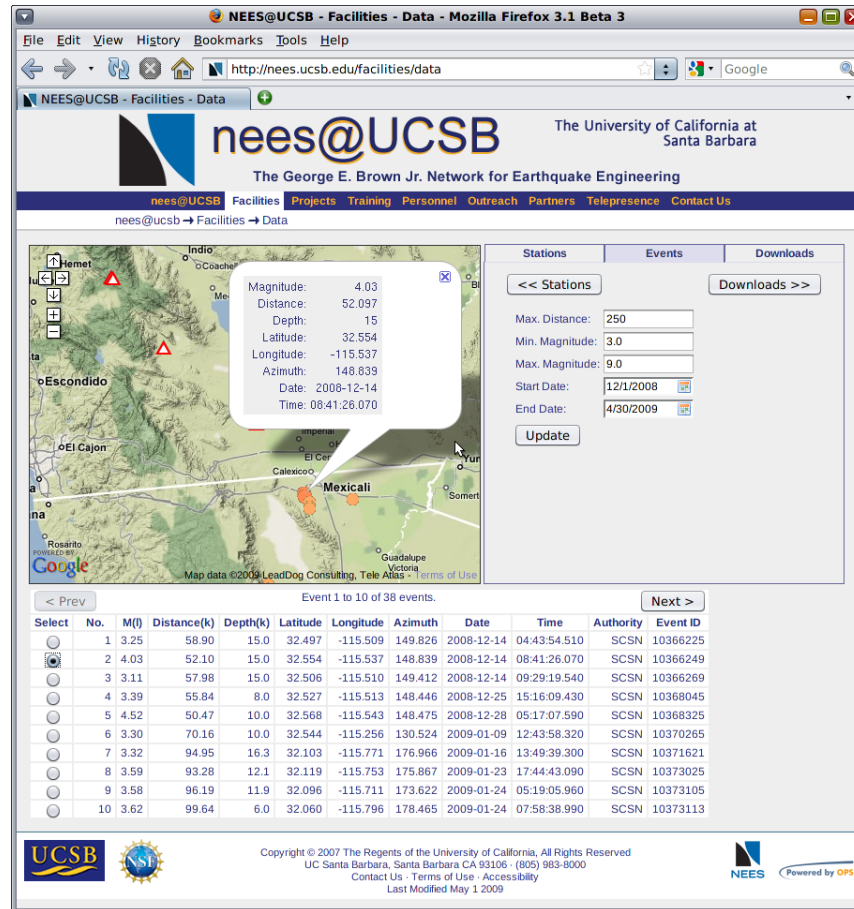 NEES@UCSB - Facilities - Data - Mozilla Firefox 3.1 Beta 3
File Edit View History Bookmarks Tools Help
http://nees.ucsb.edu/facilities/data
Google
NEES@UCSB - Facilities - Data
nees@UCSB
The University of California at
Santa Barbara
The George E. Brown Jr. Network for Earthquake Engineering
nees@UCSB Facilities Projects Training Personnel Outreach Partners Telepresence Contact Us
nees@ucsb → Facilities → Data
Hemet
Indio
Escondido
El Cajon
Imperial
Calexico
Mexicali
Somert
Rosarito
Guadalupe
Victoria
POWERED BY
Google
Map data ©2009 LeadDog Consulting, Tele Atlas - Terms of Use
Magnitude: 4.03
Distance: 52.097
Depth: 15
Latitude: 32.554
Longitude: -115.537
Azimuth: 148.839
Date: 2008-12-14
Time: 08:41:26.070
Stations Events Downloads
<< Stations Downloads >>
Max. Distance: 250
Min. Magnitude: 3.0
Max. Magnitude: 9.0
Start Date: 12/1/2008
End Date: 4/30/2009
Update
< Prev Event 1 to 10 of 38 events. Next >
Select No. M(l) Distance(k) Depth(k) Latitude Longitude Azimuth Date Time Authority Event ID
1 3.25 58.90 15.0 32.497 -115.509 149.826 2008-12-14 04:43:54.510 SCSN 10366225
2 4.03 52.10 15.0 32.554 -115.537 148.839 2008-12-14 08:41:26.070 SCSN 10366249
3 3.11 57.98 15.0 32.506 -115.510 149.412 2008-12-14 09:29:19.540 SCSN 10366269
4 3.39 55.84 8.0 32.527 -115.513 148.446 2008-12-25 15:16:09.430 SCSN 10368045
5 4.52 50.47 10.0 32.568 -115.543 148.475 2008-12-28 05:17:07.590 SCSN 10368325
6 3.30 70.16 10.0 32.544 -115.256 130.524 2009-01-09 12:43:58.320 SCSN 10370265
7 3.32 94.95 16.3 32.103 -115.771 176.966 2009-01-16 13:49:39.300 SCSN 10371621
8 3.59 93.28 12.1 32.119 -115.753 175.867 2009-01-23 17:44:43.090 SCSN 10373025
9 3.58 96.19 11.9 32.096 -115.711 173.622 2009-01-24 05:19:05.960 SCSN 10373105
10 3.62 99.64 6.0 32.060 -115.796 178.465 2009-01-24 07:58:38.990 SCSN 10373113
UCSB
NSF
Copyright © 2007 The Regents of the University of California, All Rights Reserved
UC Santa Barbara, Santa Barbara CA 93106 · (805) 983-8000
Contact Us · Terms of Use · Accessibility
Last Modified May 1 2009
NEES
Powered by OPS